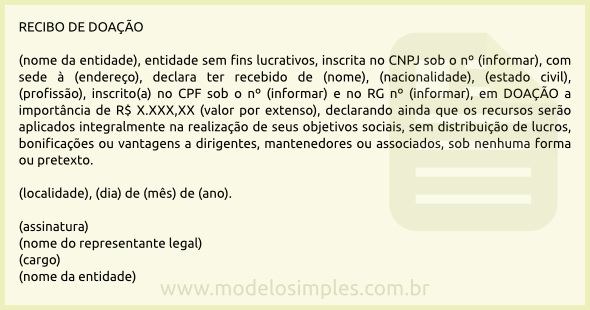 RECIBO DE DOAÇÃO
(nome da entidade), entidade sem fins lucrativos, inscrita no CNPJ sob o nº (informar), com
sede à (endereço), declara ter recebido de (nome), (nacionalidade), (estado civil),
(profissão), inscrito(a) no CPF sob o nº (informar) e no RG nº (informar), em DOAÇÃO a
importância de R$ X.XXX,XX (valor por extenso), declarando ainda que os recursos serão
aplicados integralmente na realização de seus objetivos sociais, sem distribuição de lucros,
bonificações ou vantagens a dirigentes, mantenedores ou associados, sob nenhuma forma
ou pretexto.
(localidade), (dia) de (mês) de (ano).
(assinatura)
(nome do representante legal)
(cargo)
(nome da entidade)
www.modelosimples.com.br